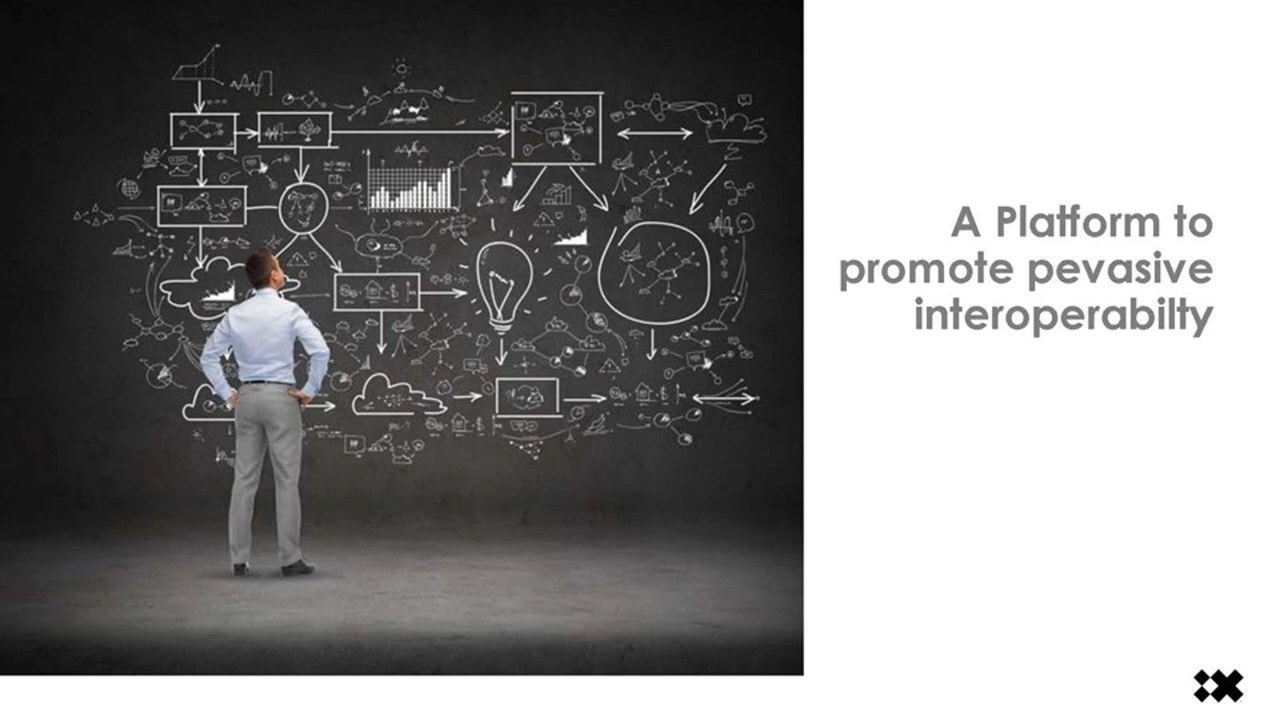 A Platform to
promote pevasive
interoperabilty